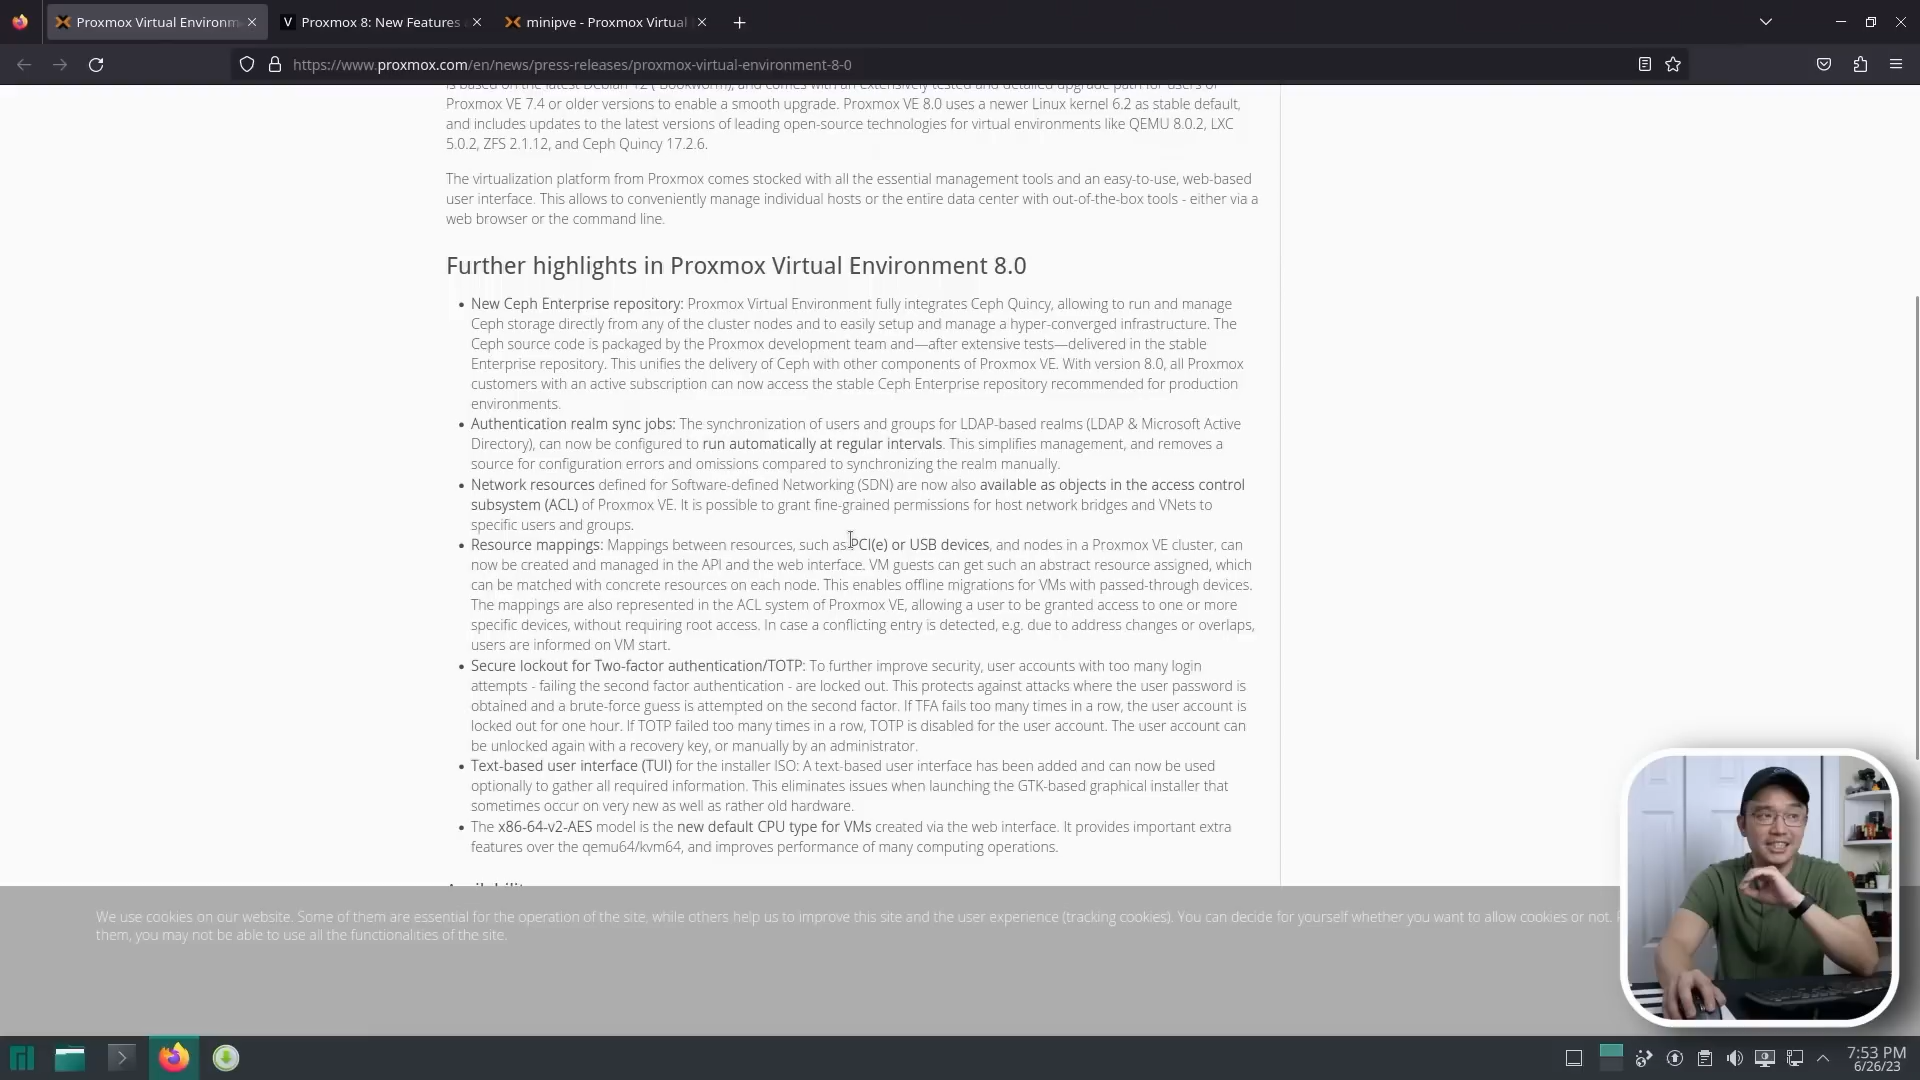 Proxmox Virtual Environm
Proxmox 8: New Features
minipve - Proxmox Virtual
https://www.proxmox.com/en/news/press-releases/proxmox-virtual-environment-8-0
is based on the latest Debian 12 ("Bookworm"), and comes with an extensively tested and detailed upgrade path for users of
Proxmox VE 7.4 or older versions to enable a smooth upgrade. Proxmox VE 8.0 uses a newer Linux kernel 6.2 as stable default,
and includes updates to the latest versions of leading open-source technologies for virtual environments like QEMU 8.0.2, LXC
5.0.2, ZFS 2.1.12, and Ceph Quincy 17.2.6.
The virtualization platform from Proxmox comes stocked with all the essential management tools and an easy-to-use, web-based
user interface. This allows to conveniently manage individual hosts or the entire data center with out-of-the-box tools - either via a
web browser or the command line.
Further highlights in Proxmox Virtual Environment 8.0
• New Ceph Enterprise repository: Proxmox Virtual Environment fully integrates Ceph Quincy, allowing to run and manage
Ceph storage directly from any of the cluster nodes and to easily setup and manage a hyper-converged infrastructure. The
Ceph source code is packaged by the Proxmox development team and—after extensive tests—delivered in the stable
Enterprise repository. This unifies the delivery of Ceph with other components of Proxmox VE. With version 8.0, all Proxmox
customers with an active subscription can now access the stable Ceph Enterprise repository recommended for production
environments.
• Authentication realm sync jobs: The synchronization of users and groups for LDAP-based realms (LDAP & Microsoft Active
Directory), can now be configured to run automatically at regular intervals. This simplifies management, and removes a
source for configuration errors and omissions compared to synchronizing the realm manually.
• Network resources defined for Software-defined Networking (SDN) are now also available as objects in the access control
subsystem (ACL) of Proxmox VE. It is possible to grant fine-grained permissions for host network bridges and VNets to
specific users and groups.
• Resource mappings: Mappings between resources, such as PCI(e) or USB devices, and nodes in a Proxmox VE cluster, can
now be created and managed in the API and the web interface. VM guests can get such an abstract resource assigned, which
can be matched with concrete resources on each node. This enables offline migrations for VMs with passed-through devices.
The mappings are also represented in the ACL system of Proxmox VE, allowing a user to be granted access to one or more
specific devices, without requiring root access. In case a conflicting entry is detected, e.g. due to address changes or overlaps,
users are informed on VM start.
• Secure lockout for Two-factor authentication/TOTP: To further improve security, user accounts with too many login
attempts - failing the second factor authentication - are locked out. This protects against attacks where the user password is
obtained and a brute-force guess is attempted on the second factor. If TFA fails too many times in a row, the user account is
locked out for one hour. If TOTP failed too many times in a row, TOTP is disabled for the user account. The user account can
be unlocked again with a recovery key, or manually by an administrator.
• Text-based user interface (TUI) for the installer ISO: A text-based user interface has been added and can now be used
optionally to gather all required information. This eliminates issues when launching the GTK-based graphical installer that
sometimes occur on very new as well as rather old hardware.
• The x86-64-v2-AES model is the new default CPU type for VMs created via the web interface. It provides important extra
features over the qemu64/kvm64, and improves performance of many computing operations.
We use cookies on our website. Some of them are essential for the operation of the site, while others help us to improve this site and the user experience (tracking cookies). You can decide for yourself whether you want to allow cookies or not.
them, you may not be able to use all the functionalities of the site.
7:53 PM
6/26/23